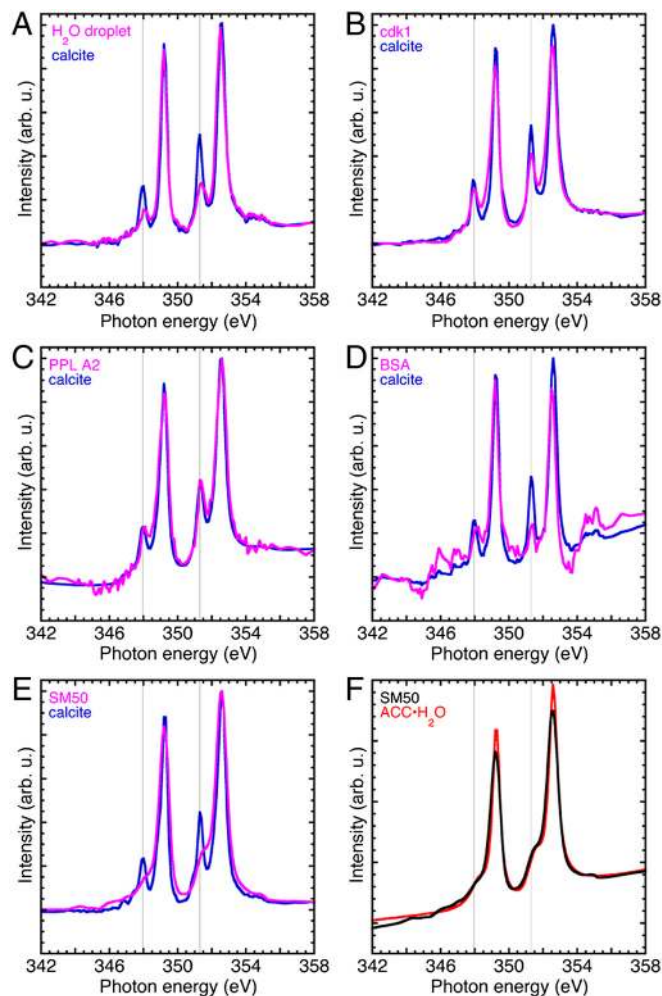 A
H₂O droplet
calcite
Intensity (arb. u.)
342 346 350 354 358
Photon energy (eV)
B
cdk1
calcite
Intensity (arb. u.)
342 346 350 354 358
Photon energy (eV)
C
PPL A2
calcite
Intensity (arb. u.)
342 346 350 354 358
Photon energy (eV)
D
BSA
calcite
Intensity (arb. u.)
342 346 350 354 358
Photon energy (eV)
E
SM50
calcite
Intensity (arb. u.)
342 346 350 354 358
Photon energy (eV)
F
SM50
ACC•H₂O
Intensity (arb. u.)
342 346 350 354 358
Photon energy (eV)